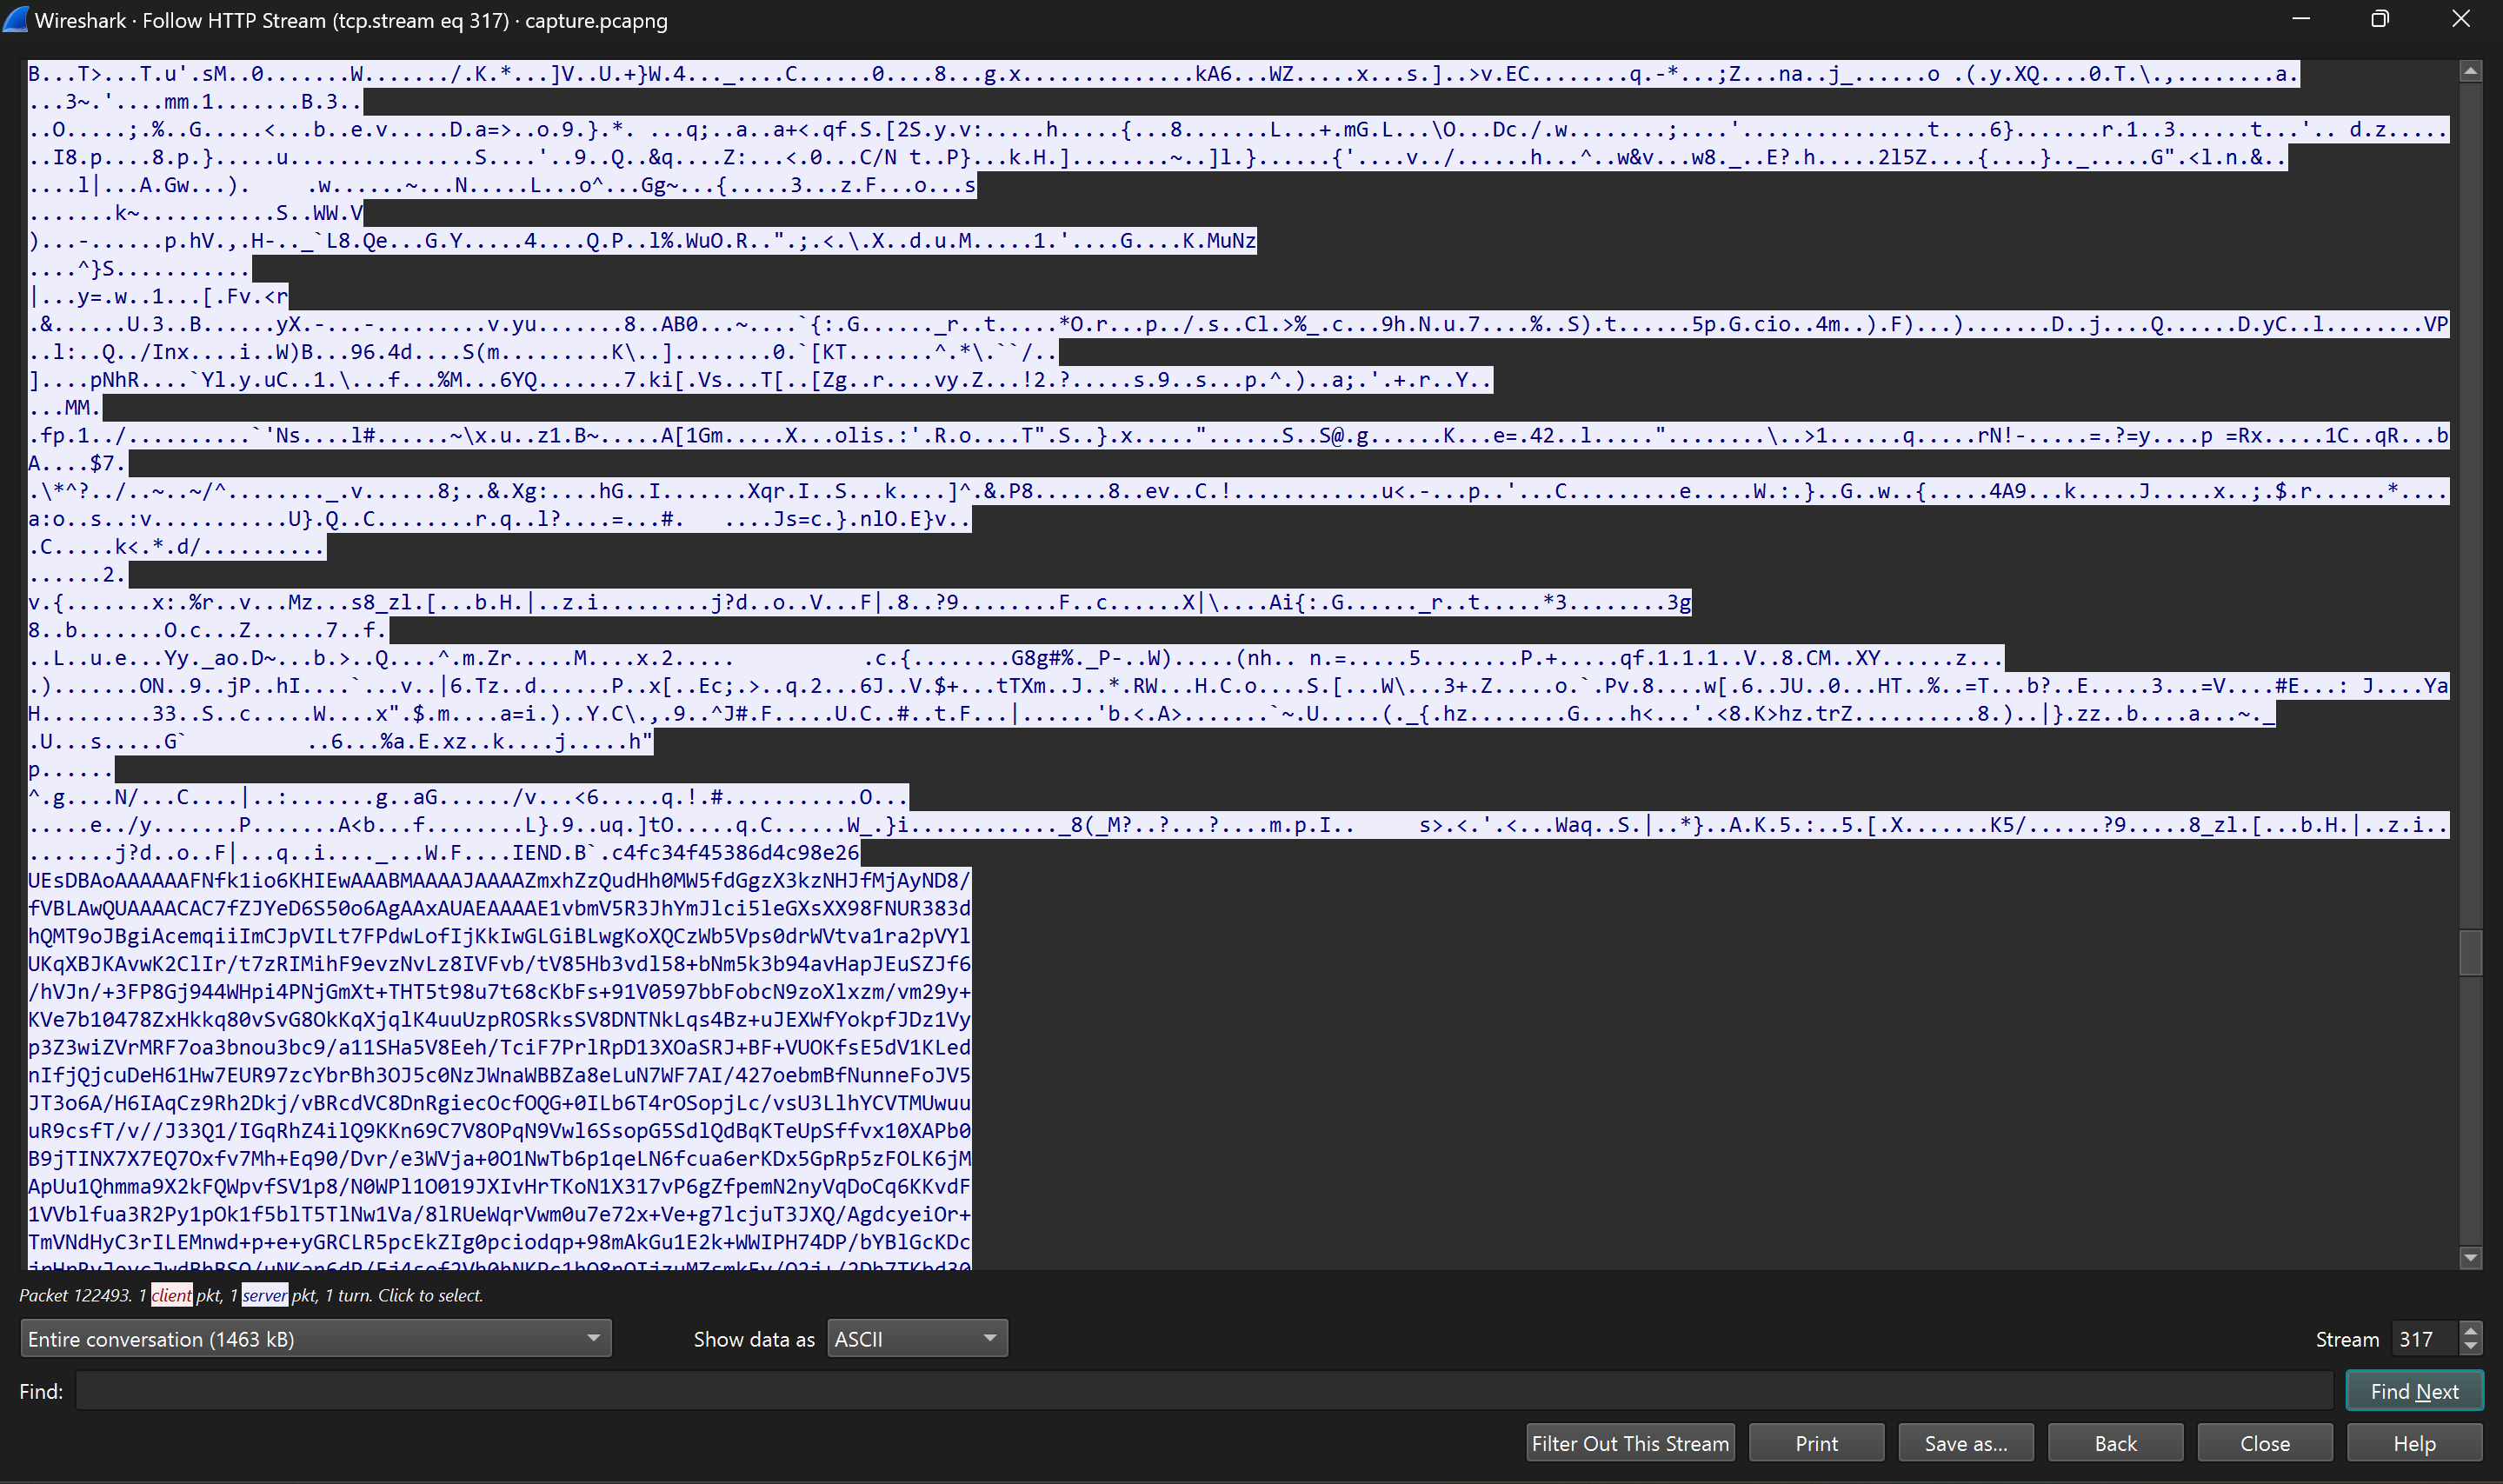 Wireshark · Follow HTTP Stream (tcp.stream eq 317) · capture.pcapng
B...T>...T.u'.sM..0.......W......./.K.*...]V..U.+}W.4..._....C......0....8...g.x..............kA6...WZ.....x...s.]..>v.EC........q.-*...;Z...na..j_......o .(.y.XQ....0.T.\.,........a.
...3~.'....mm.1.......B.3..
..O.....;.%..G.....<...b..e.v.....D.a=>..o.9.}.*. ...q;..a..a+<.qf.S.[2S.y.v:.....h.....{...8.......L...+.mG.L...\O...Dc./.w........;....'...............t....6}.......r.1..3......t...'.. d.z.....
..I8.p....8.p.}.....u...............S....'..9..Q..&q....Z:...<.0...C/N t..P}...k.H.]........~..]l.}......{'....v../......h...^..w&v...w8._..E?.h.....2l5Z....{....}.._.....G".<l.n.&..
....l|...A.Gw...).     .w......~...N.....L...o^...Gg~...{.....3...z.F...o...s
.......k~...........S..WW.V
)...-......p.hV.,.H-.._`L8.Qe...G.Y.....4....Q.P..l%.WuO.R..".;.<.\.X..d.u.M.....1.'....G....K.MuNz
....^}S...........
|...y=.w..1...[.Fv.<r
.&......U.3..B......yX.-...-.........v.yu.......8..AB0...~....`{:.G......_r..t.....*O.r...p../.s..Cl.>%_.c...9h.N.u.7....%..S).t......5p.G.cio..4m..).F)...).......D..j....Q......D.yC..l........VP
..l:..Q../Inx....i..W)B...96.4d....S(m.........K\..]........0.`[KT.......^.*\.``/..
]....pNhR....`Yl.y.uC..1.\...f...%M...6YQ.......7.ki[.Vs...T[..[Zg..r....vy.Z...!2.?.....s.9..s...p.^.)..a;.'.+.r..Y..
...MM.
.fp.1../..........`'Ns....l#......~\x.u..z1.B~.....A[1Gm.....X...olis.:'.R.o....T".S..}.x....."......S..S@.g......K...e=.42..l....."........\..>1......q.....rN!-.....=.?=y....p =Rx.....1C..qR...b
A....$7.
.\*^?../..~..~/^........_.v......8;..&.Xg:....hG..I.......Xqr.I..S...k....]^.&.P8......8..ev..C.!............u<.-...p..'...C.........e.....W.:.}..G..w..{.....4A9...k.....J.....x..;.$.r......*....
a:o..s..:v...........U}.Q..C........r.q..l?....=...#.   ....Js=c.}.nlO.E}v..
.C.....k<.*.d/..........
......2.
v.{.......x:.%r..v...Mz...s8_zl.[...b.H.|..z.i.........j?d..o..V...F|.8..?9........F..c......X|\....Ai{:.G......_r..t.....*3........3g
8..b.......O.c...Z......7..f.
..L..u.e...Yy._ao.D~...b.>..Q....^.m.Zr.....M....x.2.....           .c.{........G8g#%._P-..W).....(nh.. n.=.....5........P.+.....qf.1.1.1..V..8.CM..XY......z...
.).......ON..9..jP..hI....`...v..|6.Tz..d......P..x[..Ec;.>..q.2...6J..V.$+...tTXm..J..*.RW...H.C.o....S.[...W\...3+.Z.....o.`.Pv.8....w[.6..JU..0...HT..%..=T...b?..E.....3...=V....#E...: J....Ya
H.........33..S..c.....W....x".$.m....a=i.)..Y.C\.,.9..^J#.F.....U.C..#..t.F...|......'b.<.A>.......`~.U.....(._{.hz........G....h<...'.<8.K>hz.trZ..........8.)..|}.zz..b....a...~._
.U...s.....G`          ..6...%a.E.xz..k....j.....h"
p......
^.g....N/...C....|..:.......g..aG....../v...<6.....q.!.#...........O...
.....e../y.......P.......A<b...f........L}.9..uq.]tO.....q.C......W_.}i............_8(_M?..?...?....m.p.I..     s>.<.'.<...Waq..S.|..*}..A.K.5.:..5.[.X.......K5/......?9.....8_zl.[...b.H.|..z.i..
.......j?d..o..F|...q..i...._...W.F....IEND.B`.c4fc34f45386d4c98e26
UEsDBAoAAAAAAFNfk1io6KHIEwAAABMAAAAJAAAAZmxhZzQudHh0MW5fdGgzX3kzNHJfMjAyND8/
fVBLAwQUAAAACAC7fZJYeD6S50o6AgAAxAUAEAAAAE1vbmV5R3JhYmJlci5leGXsXX98FNUR383d
hQMT9oJBgiAcemqiiImCJpVILt7FPdwLofIjKkIwGLGiBLwgKoXQCzWb5Vps0drWVtva1ra2pVYl
UKqXBJKAvwK2ClIr/t7zRIMihF9evzNvLz8IVFvb/tV85Hb3vdl58+bNm5k3b94avHapJEuSZJf6
/hVJn/+3FP8Gj944WHpi4PNjGmXt+THT5t98u7t68cKbFs+91V0597bbFobcN9zoXlxzm/vm29y+
KVe7b10478ZxHkkq80vSvG8OkKqXjqlK4uuUzpROSRksSV8DNTNkLqs4Bz+uJEXWfYokpfJDz1Vy
p3Z3wiZVrMRF7oa3bnou3bc9/a11SHa5V8Eeh/TciF7PrlRpD13XOaSRJ+BF+VUOKfsE5dV1KLed
nIfjQjcuDeH61Hw7EUR97zcYbrBh3OJ5c0NzJWnaWBBZa8eLuN7WF7AI/427oebmBfNunneFoJV5
JT3o6A/H6IAqCz9Rh2Dkj/vBRcdVC8DnRgiecOcfOQG+0ILb6T4rOSopjLc/vsU3LlhYCVTMUwuu
uR9csfT/v//J33Q1/IGqRhZ4ilQ9KKn69C7V8OPqN9Vwl6SsopG5SdlQdBqKTeUpSffvx10XAPb0
B9jTINX7X7EQ7Oxfv7Mh+Eq90/Dvr/e3WVja+0O1NwTb6p1qeLN6fcua6erKDx5GpRp5zFOLK6jM
ApUu1Qhmma9X2kFQWpvfSV1p8/N0WPl1O019JXIvHrTKoN1X317vP6gZfpemN2nyVqDoCq6KKvdF
1VVblfua3R2Py1pOk1f5blT5TlNw1Va/8lRUeWqrVwm0u7e72x+Ve+g7lcjuT3JXQ/AgdcyeiOr+
TmVNdHyC3rILEMnwd+p+e+yGRCLR5pcEkZIg0pciodqp+98mAkGu1E2k+WWIPH74DP/bYBlGcKDc
Packet 122493. 1 client pkt, 1 server pkt, 1 turn. Click to select.
Entire conversation (1463 kB)
Show data as
ASCII
Stream
317
Find:
Find Next
Filter Out This Stream
Print
Save as...
Back
Close
Help